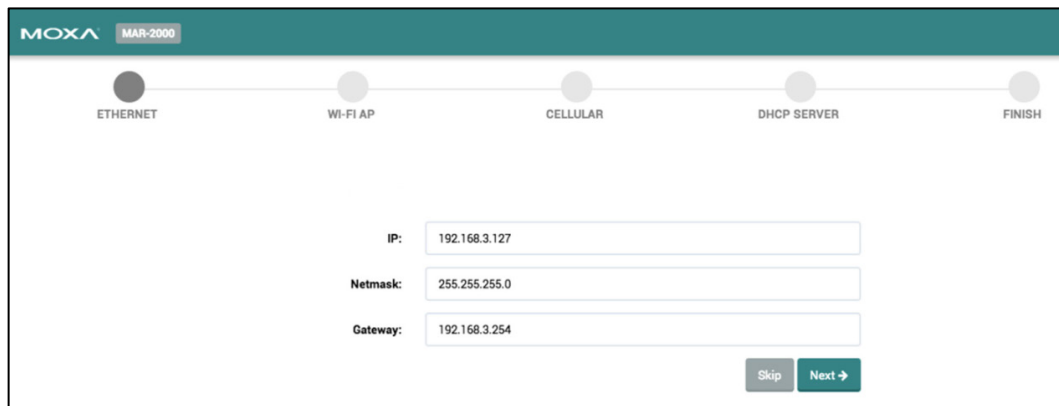 MOXA MAR-2000
ETHERNET WI-FI AP CELLULAR DHCP SERVER FINISH
IP: 192.168.3.127
Netmask: 255.255.255.0
Gateway: 192.168.3.254
Skip Next →